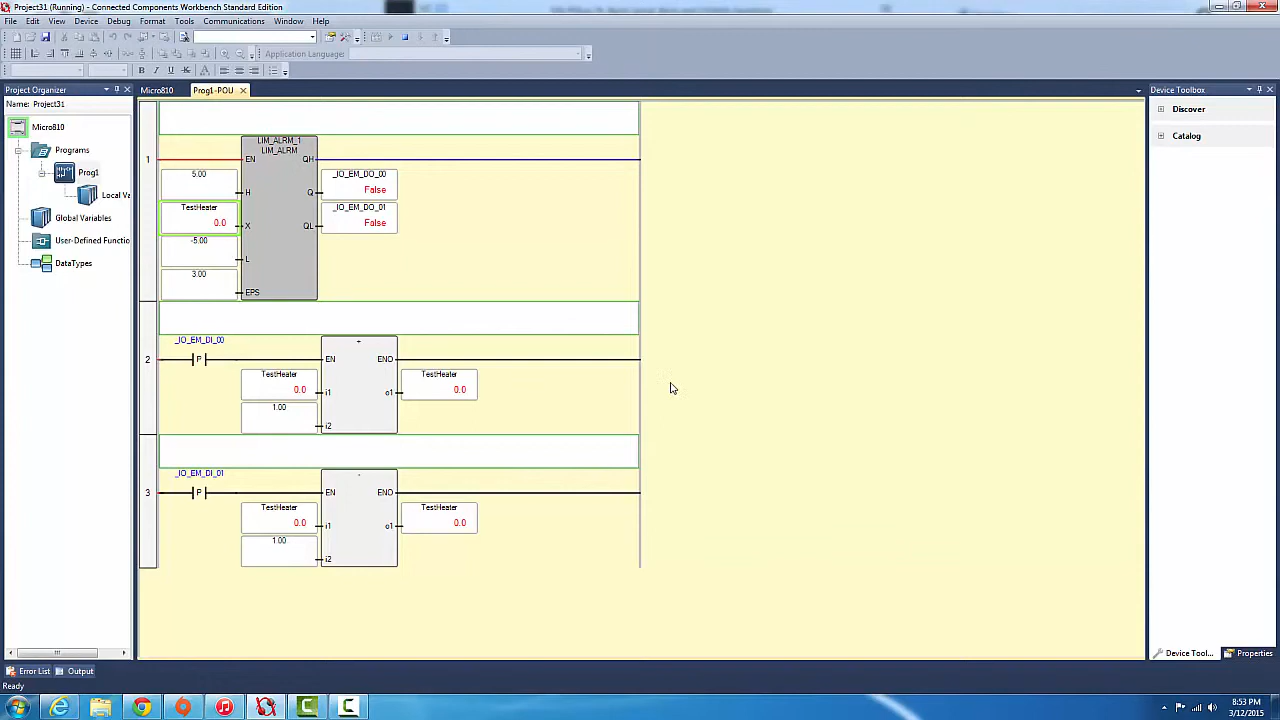 Project31 (Running) - Connected Components Workbench Standard Edition
File Edit View Device Debug Format Tools Communications Window Help
Application Language:
Project Organizer
Micro810 Prog1-POU
Device Toolbox
Name: Project31
Micro810
Programs
Prog1
Local Va
Global Variables
User-Defined Functio
DataTypes
Discover
Catalog
1
LIM_ALRM_1
LIM_ALRM
EN QH
5.00
H
_IO_EM_DO_00
False
Q
TestHeater
0.0
X
_IO_EM_DO_01
False
QL
-5.00
L
3.00
EPS
2
_IO_EM_DI_00
P
+
EN ENO
TestHeater
0.0
i1
o1
TestHeater
0.0
1.00
i2
3
_IO_EM_DI_01
P
-
EN ENO
TestHeater
0.0
i1
o1
TestHeater
0.0
1.00
i2
Device Tool... Properties
Error List Output
Ready
8:53 PM
3/12/2015